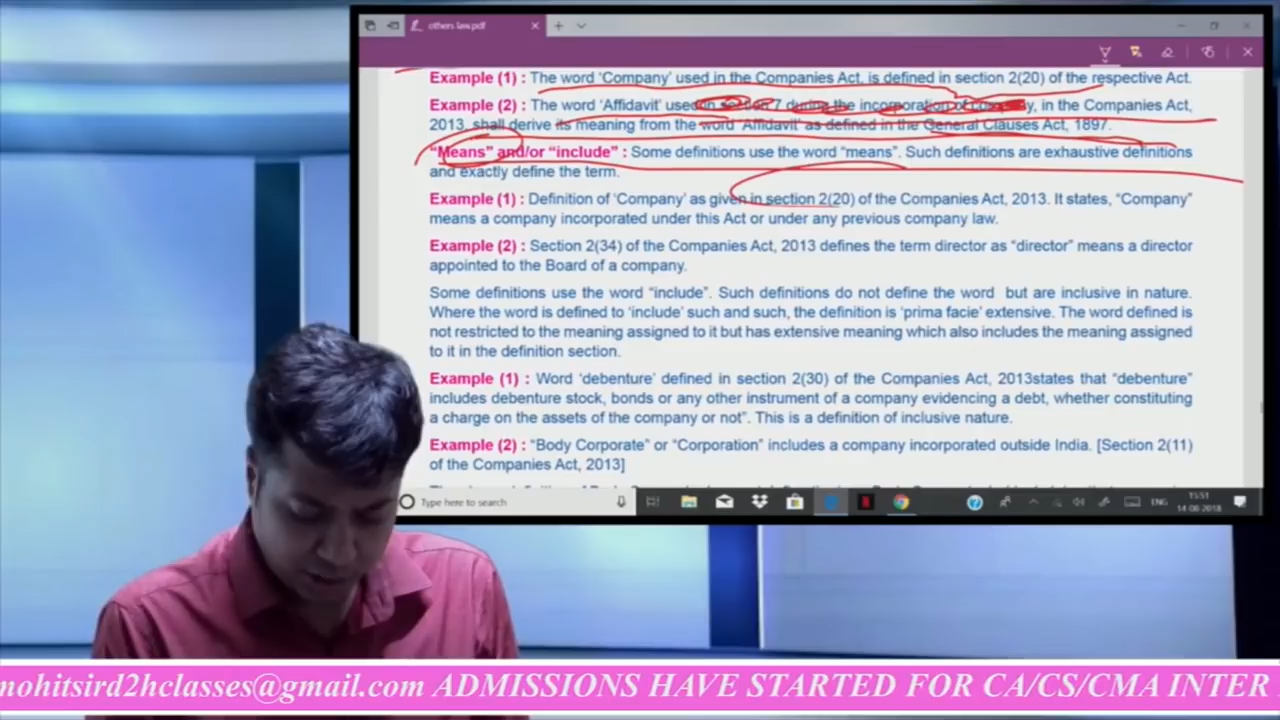 others law.pdf
Example (1) : The word ‘Company’ used in the Companies Act, is defined in section 2(20) of the respective Act.
Example (2) : The word ‘Affidavit’ used in section 7 during the incorporation of company, in the Companies Act,
2013, shall derive its meaning from the word ‘Affidavit’ as defined in the General Clauses Act, 1897.
“Means” and/or “include” : Some definitions use the word “means”. Such definitions are exhaustive definitions
and exactly define the term.
Example (1) : Definition of ‘Company’ as given in section 2(20) of the Companies Act, 2013. It states, “Company”
means a company incorporated under this Act or under any previous company law.
Example (2) : Section 2(34) of the Companies Act, 2013 defines the term director as “director” means a director
appointed to the Board of a company.
Some definitions use the word “include”. Such definitions do not define the word but are inclusive in nature.
Where the word is defined to ‘include’ such and such, the definition is ‘prima facie’ extensive. The word defined is
not restricted to the meaning assigned to it but has extensive meaning which also includes the meaning assigned
to it in the definition section.
Example (1) : Word ‘debenture’ defined in section 2(30) of the Companies Act, 2013states that “debenture”
includes debenture stock, bonds or any other instrument of a company evidencing a debt, whether constituting
a charge on the assets of the company or not”. This is a definition of inclusive nature.
Example (2) : “Body Corporate” or “Corporation” includes a company incorporated outside India. [Section 2(11)
of the Companies Act, 2013]
Type here to search
ENG
15:51
14-08-2018
nohitsird2hclasses@gmail.com ADMISSIONS HAVE STARTED FOR CA/CS/CMA INTER